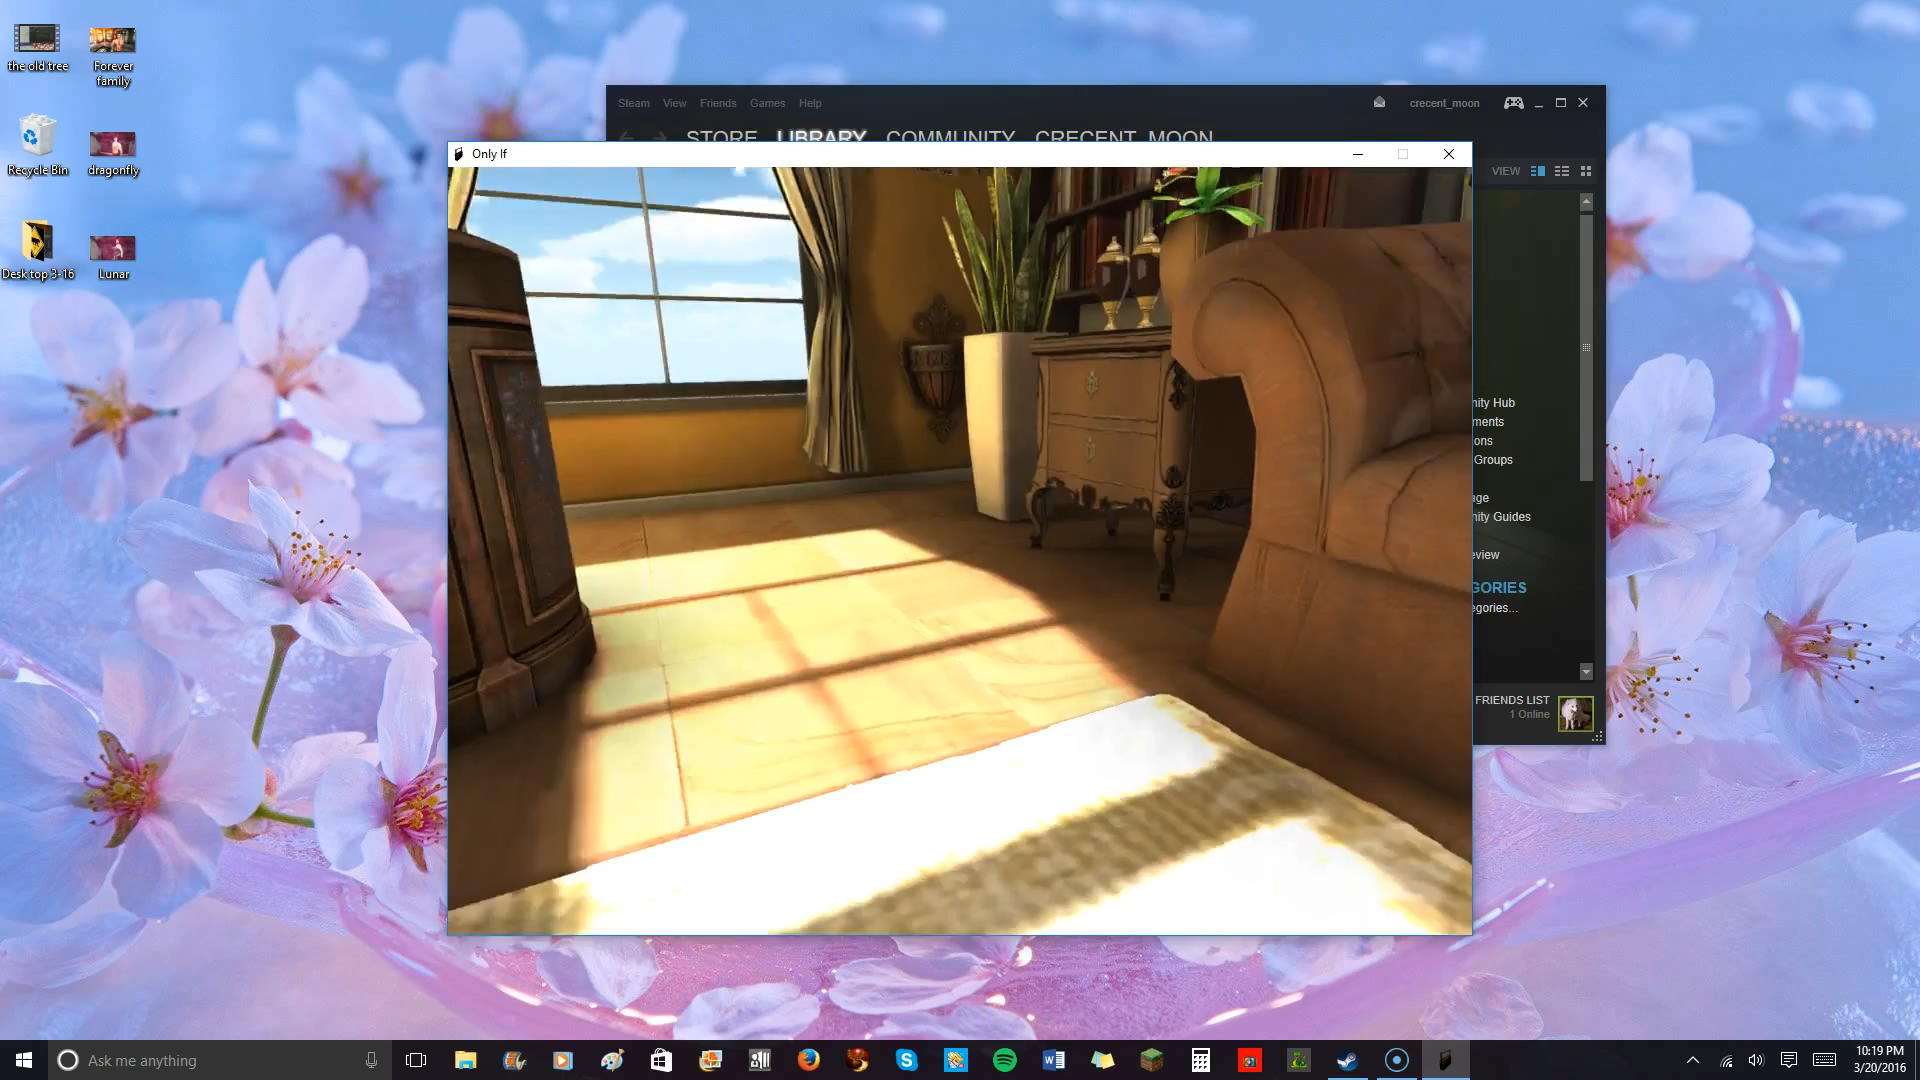 the old tree
Forever
family
Recycle Bin
dragonfly
Desk top 3-16
Lunar
Steam View Friends Games Help
crecent_moon
STORE LIBRARY COMMUNITY CRECENT_MOON
Only If
VIEW
nity Hub
ments
ons
Groups
age
nity Guides
eview
GORIES
egories...
FRIENDS LIST
1 Online
Ask me anything
10:19 PM
3/20/2016